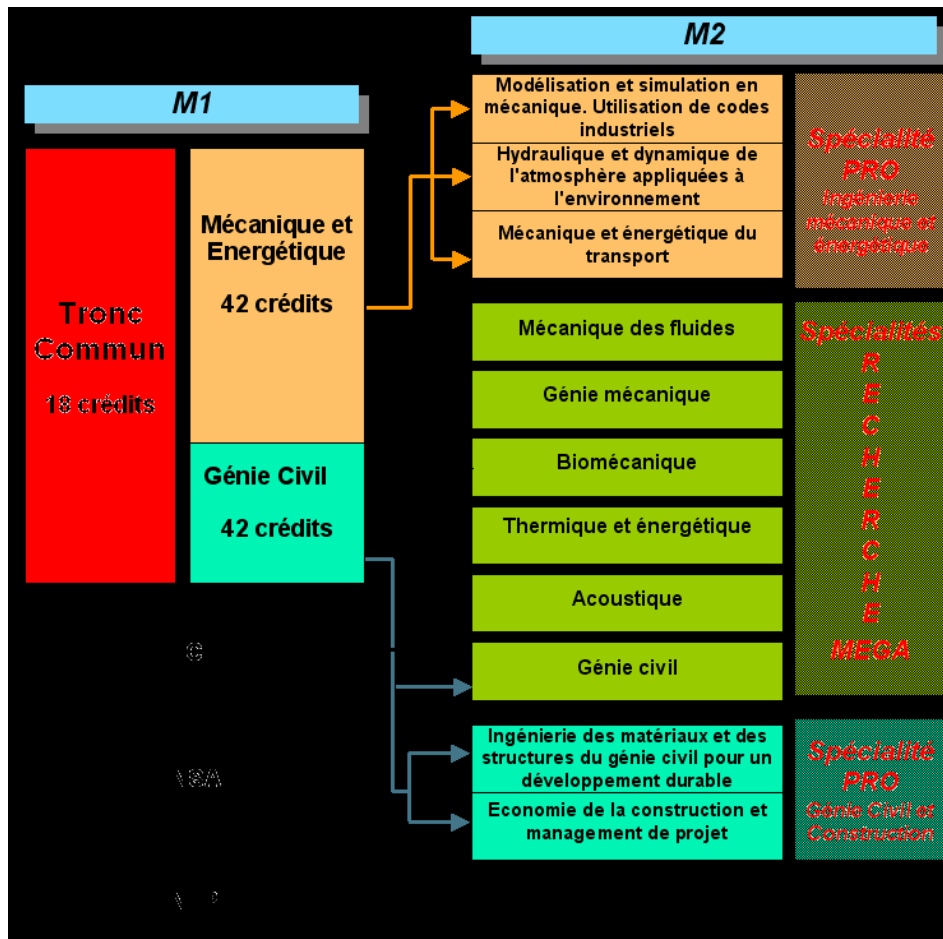 M2
M1
Modélisation et simulation en
mécanique. Utilisation de codes
industriels
Hydraulique et dynamique de
l'atmosphère appliquées à
l'environnement
Mécanique et énergétique du
transport
Spécialité
PRO
Ingénierie
mécanique et
énergétique
Tronc
Commun
18 crédits
Mécanique et
Energétique
42 crédits
Génie Civil
42 crédits
Mécanique des fluides
Génie mécanique
Biomécanique
Thermique et énergétique
Acoustique
Génie civil
Spécialités
R
E
C
H
E
R
C
H
E
MEGA
Ingénierie des matériaux et des
structures du génie civil pour un
développement durable
Economie de la construction et
management de projet
Spécialité
PRO
Génie Civil et
Construction